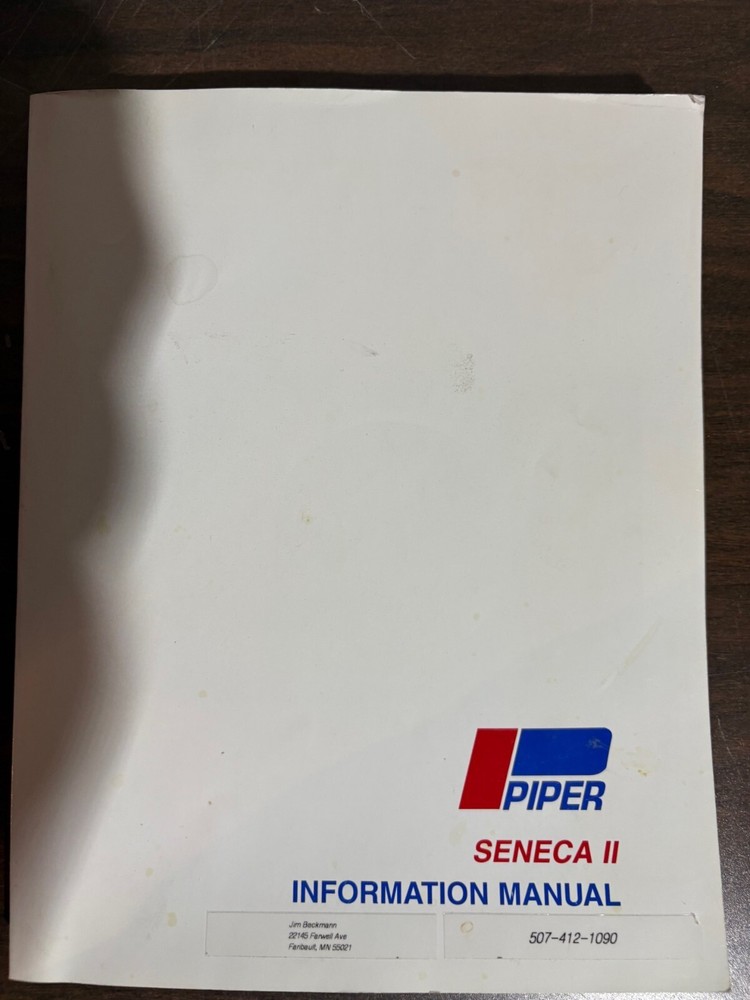 PIPER
SENECA II
INFORMATION MANUAL
Jim Beckmann
22145 Farwell Ave
Faribault, MN 55021
507-412-1090